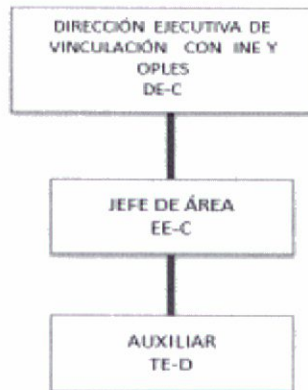 DIRECCIÓN EJECUTIVA DE
VINCULACIÓN CON INE Y
OPLES
DE-C
JEFE DE ÁREA
EE-C
AUXILIAR
TE-D